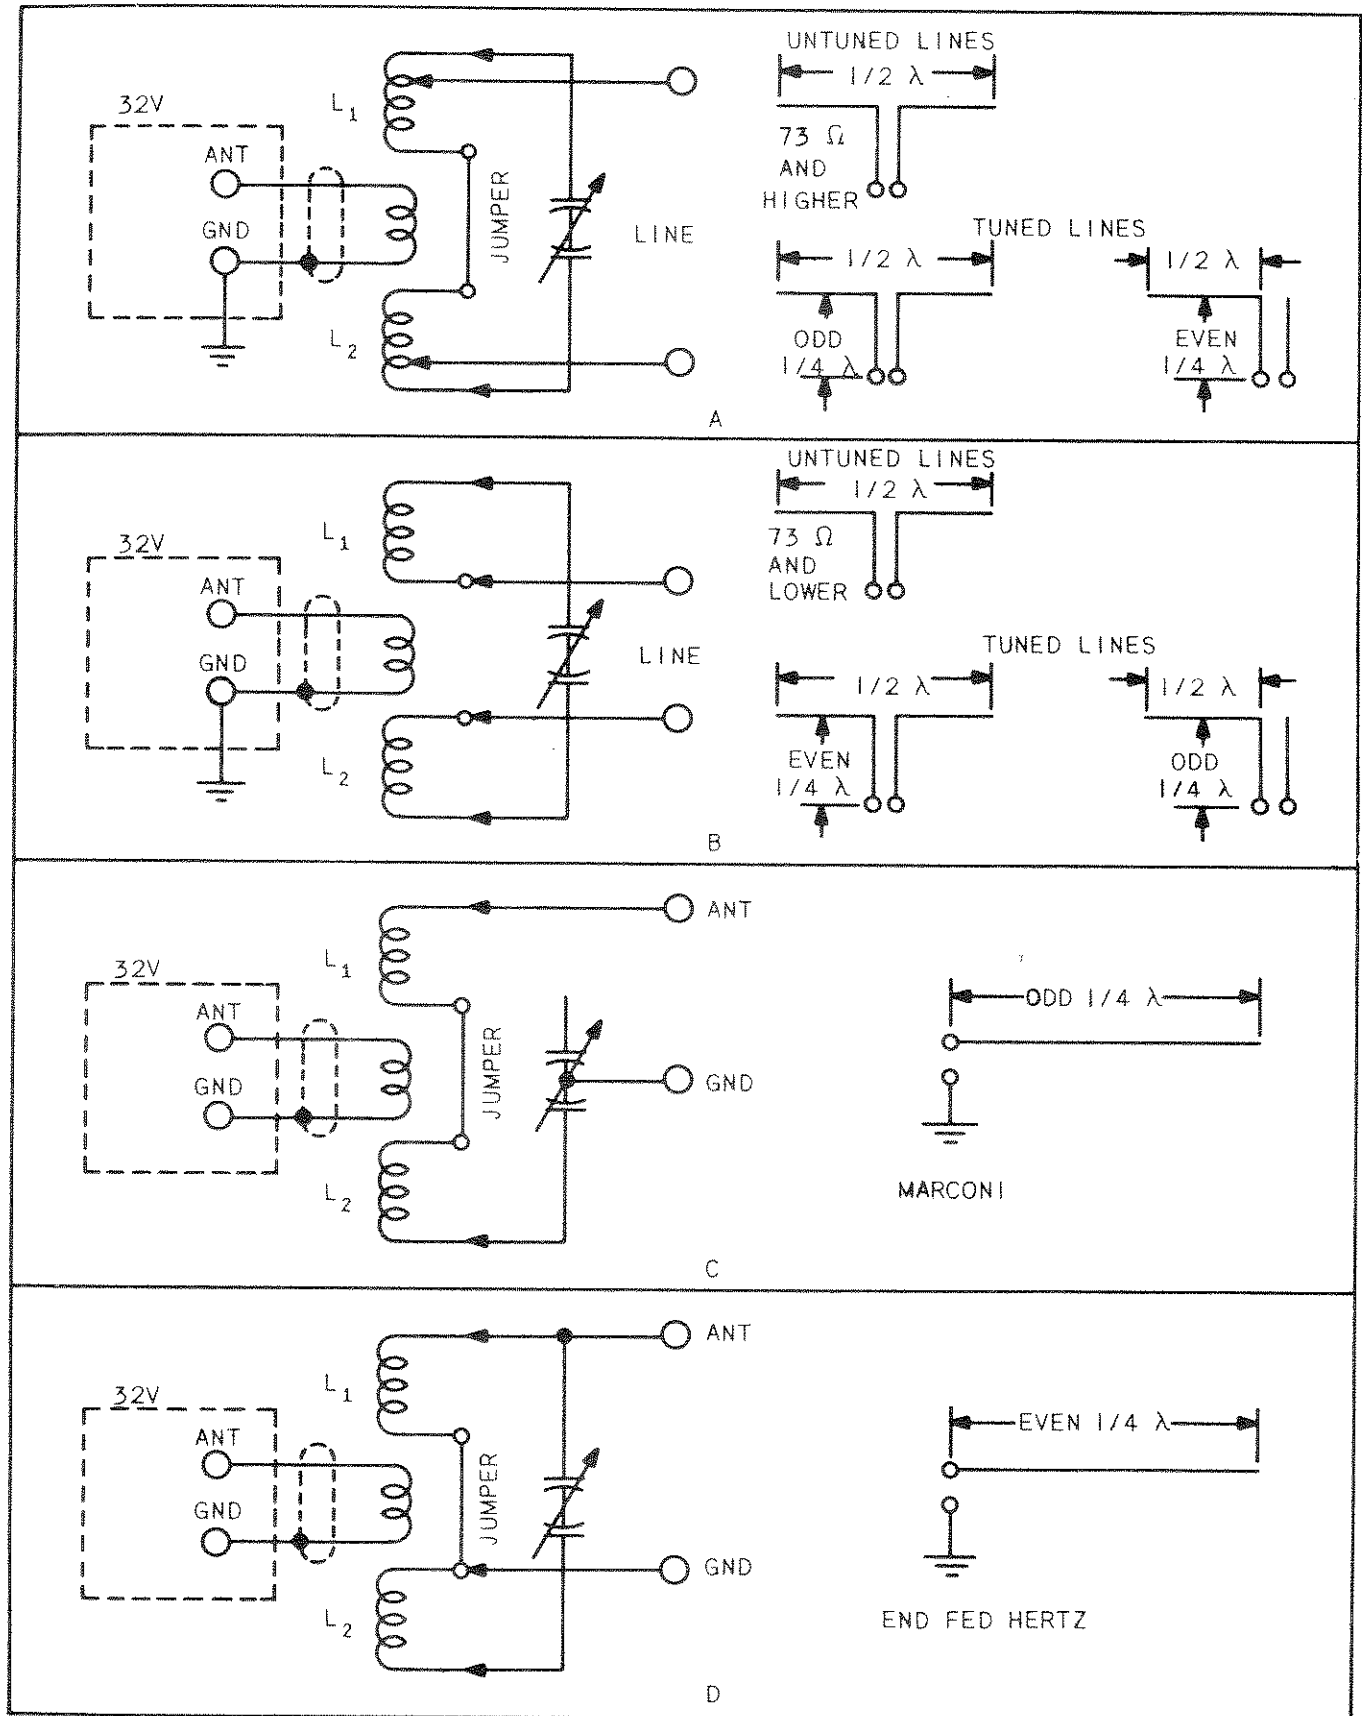 UNTUNED LINES
1/2 λ
32V
L1
ANT
73 Ω
AND
HIGHER
GND
JUMPER
LINE
TUNED LINES
1/2 λ
1/2 λ
L2
ODD
1/4 λ
EVEN
1/4 λ
A
UNTUNED LINES
1/2 λ
32V
L1
ANT
73 Ω
AND
LOWER
GND
LINE
TUNED LINES
1/2 λ
1/2 λ
L2
EVEN
1/4 λ
ODD
1/4 λ
B
ANT
32V
L1
ANT
ODD 1/4 λ
GND
JUMPER
GND
L2
MARCONI
C
ANT
32V
L1
ANT
EVEN 1/4 λ
GND
JUMPER
GND
L2
END FED HERTZ
D